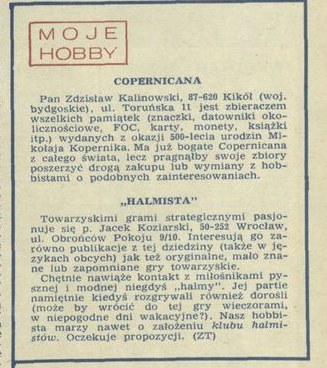 MOJE
HOBBY
COPERNICANA
Pan Zdzisław Kalinowski, 87-620 Kikół (woj.
bydgoskie), ul. Toruńska 11 jest zbieraczem
wszelkich pamiątek (znaczki, datowniki oko-
licznościowe, FOC, karty, monety, książki
itp.) wydanych z okazji 500-lecia urodzin Mi-
kołaja Kopernika. Ma już bogate Copernicana
z całego świata, lecz pragnąłby swoje zbiory
poszerzyć drogą zakupu lub wymiany z hob-
bistami o podobnych zainteresowaniach.
„HALMISTA"
Towarzyskimi grami strategicznymi pasjo-
nuje się p. Jacek Koziarski, 50-252 Wrocław,
ul. Obrońców Pokoju 9/10. Interesują go za-
równo publikacje z tej dziedziny (także w ję-
zykach obcych) jak też oryginalne, mało zna-
ne lub zapomniane gry towarzyskie.
Chętnie nawiąże kontakt z miłośnikami py-
sznej i modnej niegdyś „halmy". Jej partie
namiętnie kiedyś rozgrywali również dorośli
(może by wrócić do tej gry wieczorami,
w niepogodne dni wakacyjne?). Nasz hobbi-
sta marzy nawet o założeniu klubu halmi-
stów. Oczekuje propozycji. (ZT)